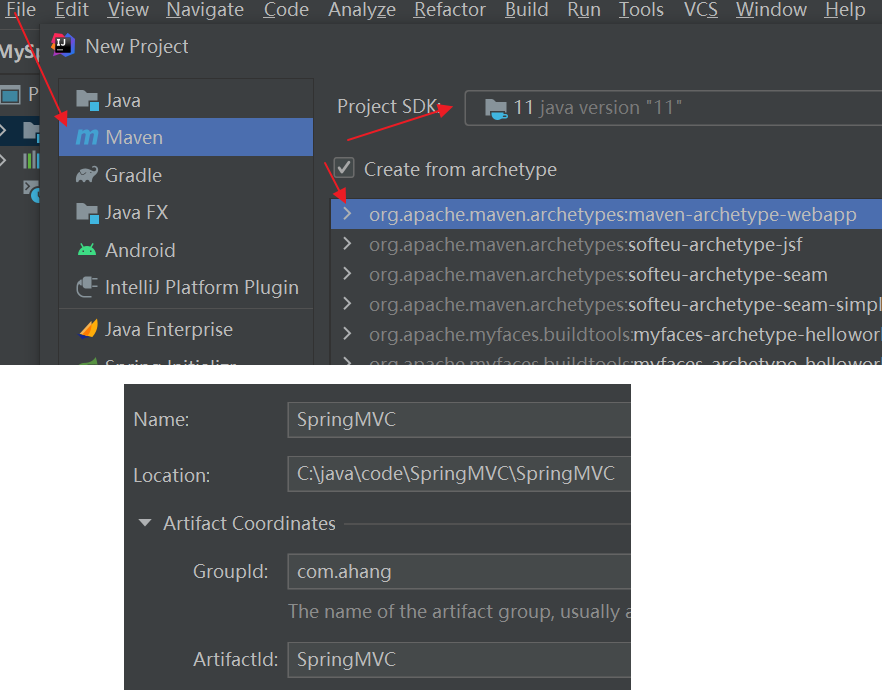 File Edit View Navigate Code Analyze Refactor Build Run Tools VCS Window Help
New Project
Java
Maven
Gradle
Java FX
Android
IntelliJ Platform Plugin
Java Enterprise
Project SDK: 11 java version "11"
Create from archetype
org.apache.maven.archetypes:maven-archetype-webapp
org.apache.maven.archetypes:softeu-archetype-jsf
org.apache.maven.archetypes:softeu-archetype-seam
org.apache.maven.archetypes:softeu-archetype-seam-simpl
org.apache.myfaces.buildtools:myfaces-archetype-hellowor
Name: SpringMVC
Location: C:\java\code\SpringMVC\SpringMVC
Artifact Coordinates
GroupId: com.ahang
The name of the artifact group, usually a
ArtifactId: SpringMVC